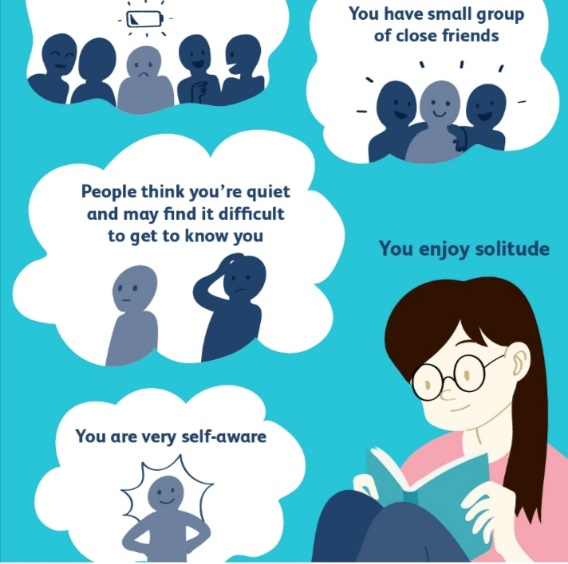 You have small group
of close friends
People think you're quiet
and may find it difficult
to get to know you
You enjoy solitude
You are very self-aware